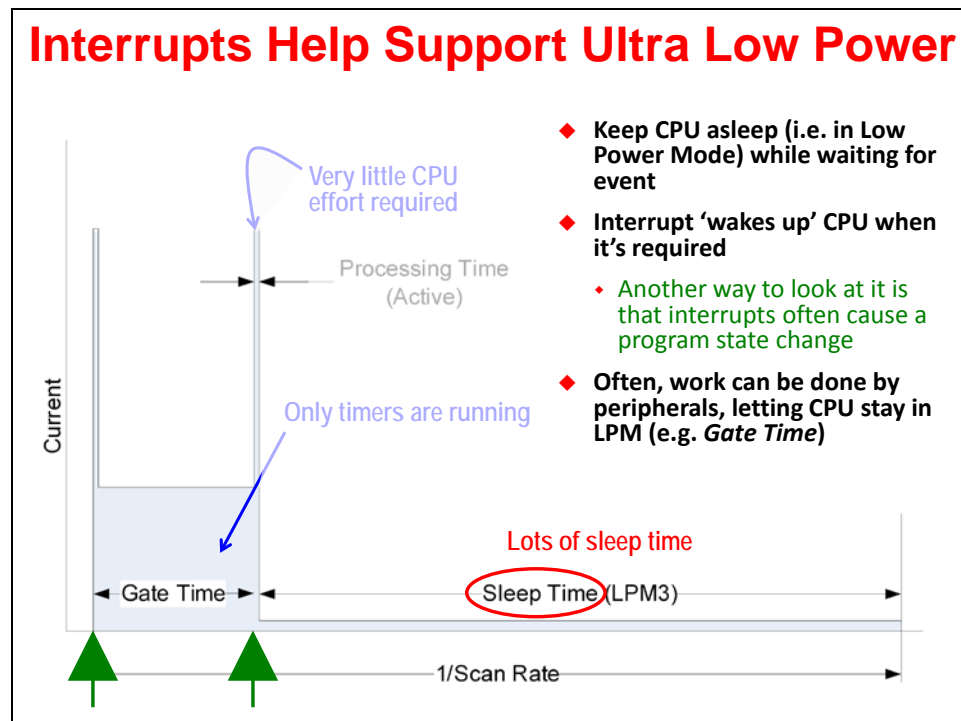 Interrupts Help Support Ultra Low Power
◆ Keep CPU asleep (i.e. in Low
Power Mode) while waiting for
event
◆ Interrupt ‘wakes up’ CPU when
it's required
◆ Another way to look at it is
that interrupts often cause a
program state change
◆ Often, work can be done by
peripherals, letting CPU stay in
LPM (e.g. Gate Time)
Very little CPU
effort required
Processing Time
(Active)
Only timers are running
Current
Lots of sleep time
Gate Time
Sleep Time (LPM3)
1/Scan Rate